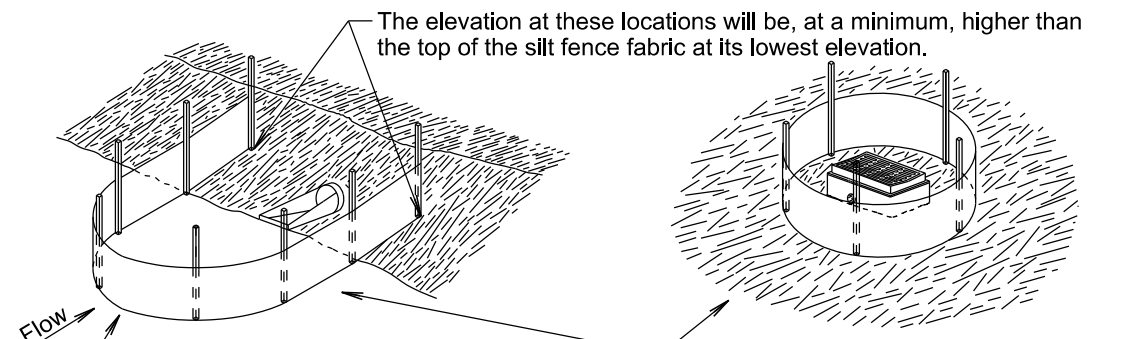 The elevation at these locations will be, at a minimum, higher than
the top of the silt fence fabric at its lowest elevation.
Flow